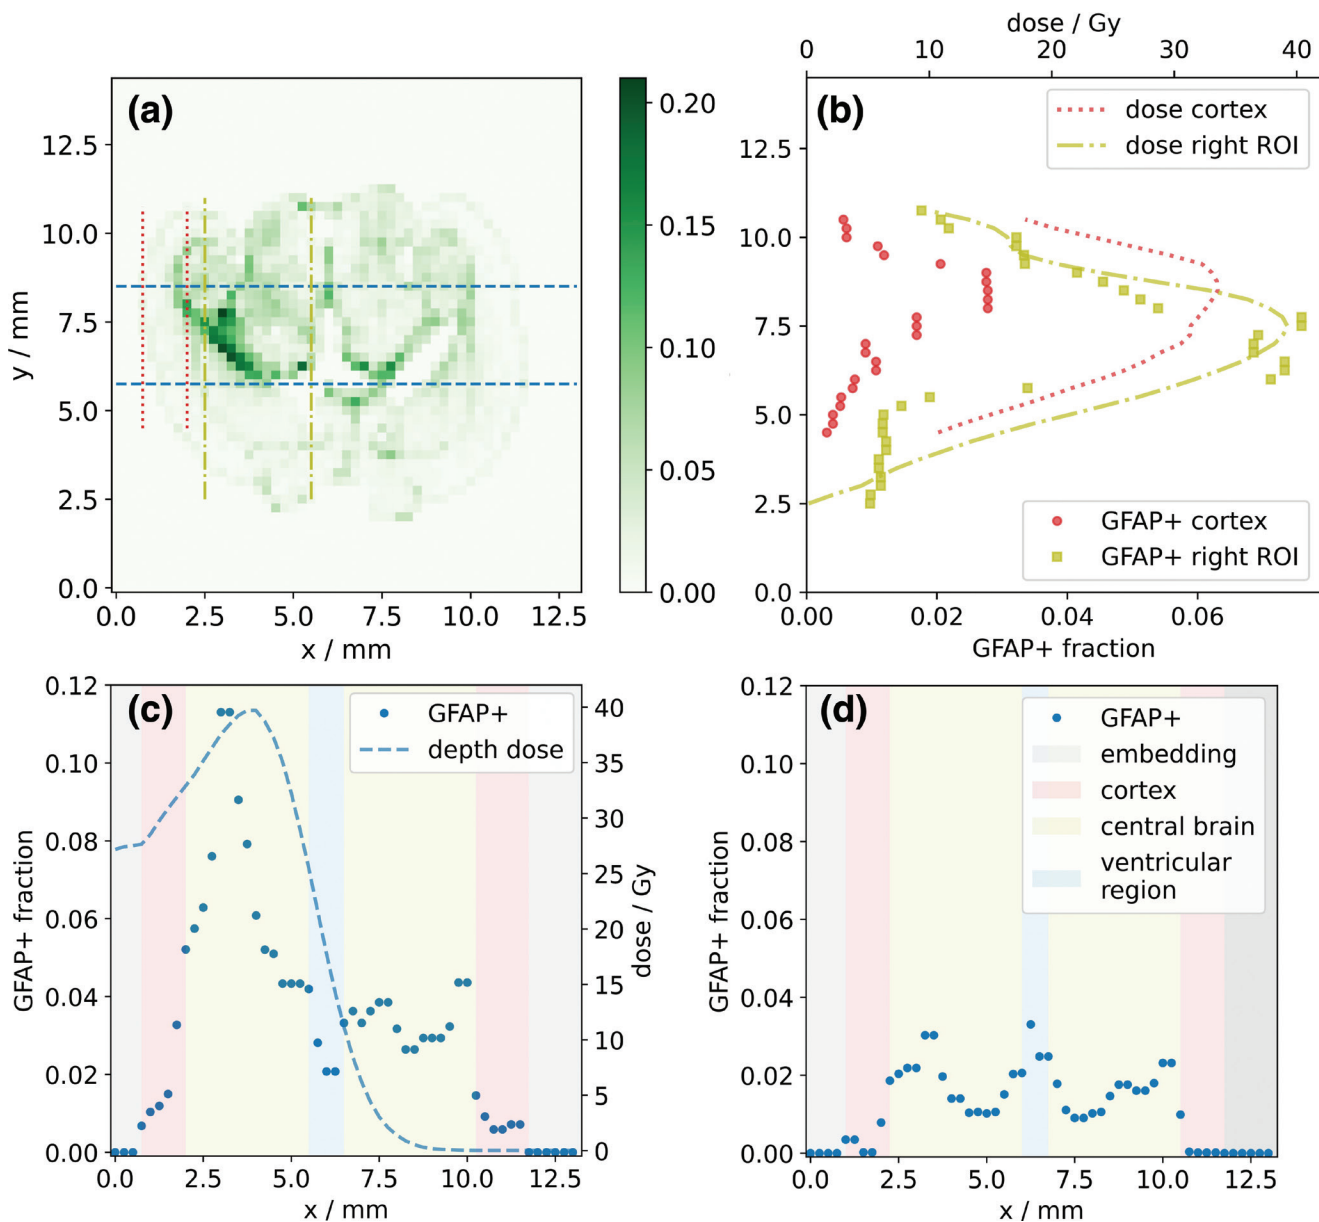 (a)
12.5
10.0
7.5
5.0
2.5
0.0
y / mm
0.0 2.5 5.0 7.5 10.0 12.5
x / mm
0.20
0.15
0.10
0.05
0.00
dose / Gy
0 10 20 30 40
(b)
dose cortex
dose right ROI
12.5
10.0
7.5
5.0
2.5
0.0
GFAP+ cortex
GFAP+ right ROI
0.00 0.02 0.04 0.06
GFAP+ fraction
(c)
GFAP+
depth dose
0.12
0.10
0.08
0.06
0.04
0.02
0.00
GFAP+ fraction
40
35
30
25
20
15
10
5
0
dose / Gy
0.0 2.5 5.0 7.5 10.0
x / mm
(d)
GFAP+
embedding
cortex
central brain
ventricular
region
0.12
0.10
0.08
0.06
0.04
0.02
0.00
GFAP+ fraction
0.0 2.5 5.0 7.5 10.0
x / mm